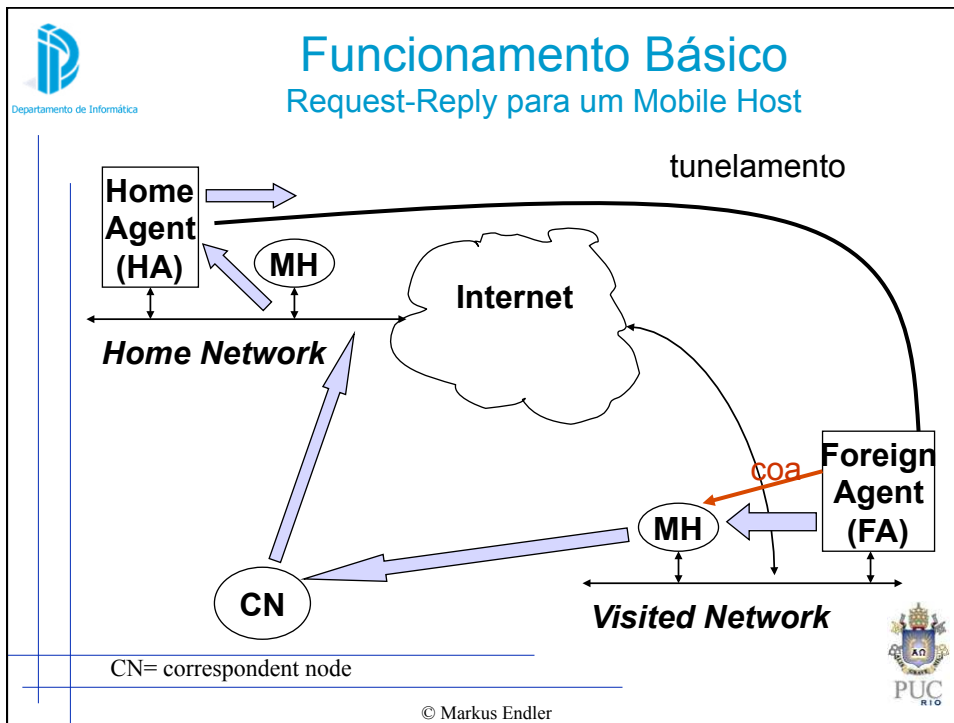 Departamento de Informática
Funcionamento Básico
Request-Reply para um Mobile Host
tunelamento
Home
Agent
(HA)
MH
Internet
Home Network
coa
Foreign
Agent
(FA)
MH
CN
Visited Network
CN= correspondent node
PUC
RIO
© Markus Endler